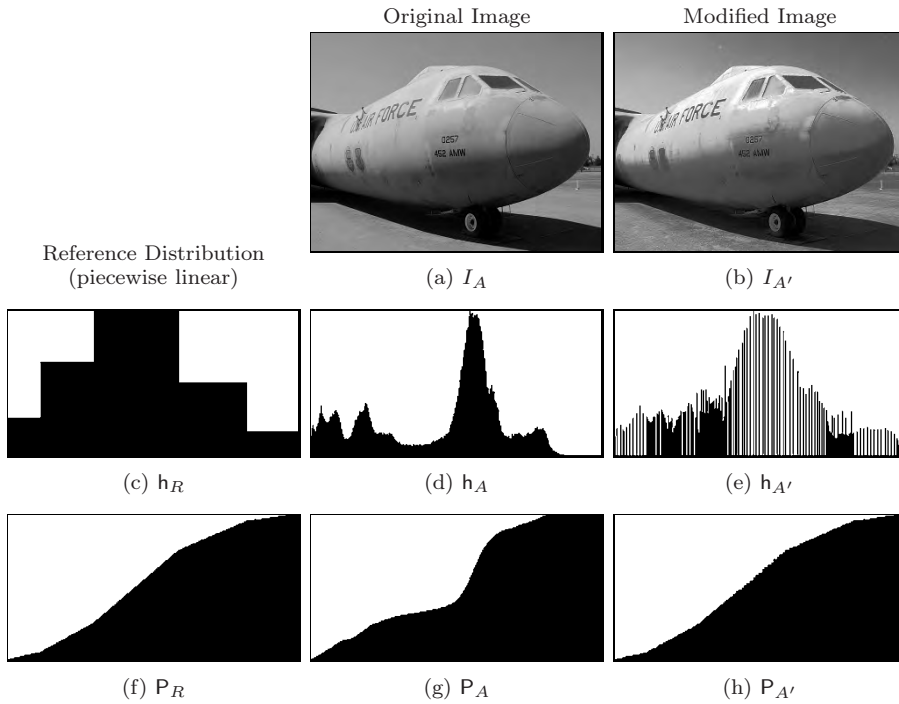 Original Image
Modified Image
U.S. AIR FORCE
AIR FORCE
0257
452 AMW
0257
452 AMW
Reference Distribution
(piecewise linear)
(a) I_A
(b) I_A′
(c) h_R
(d) h_A
(e) h_A′
(f) P_R
(g) P_A
(h) P_A′